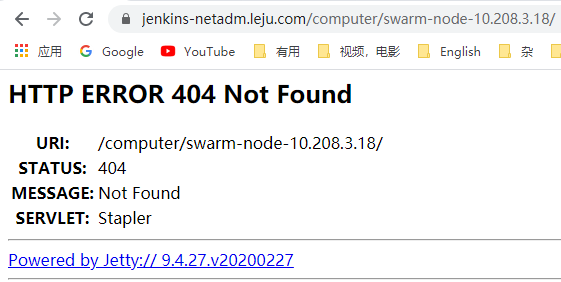 jenkins-netadm.leju.com/computer/swarm-node-10.208.3.18/
应用 Google YouTube 有用 视频，电影 English 杂
HTTP ERROR 404 Not Found
URI: /computer/swarm-node-10.208.3.18/
STATUS: 404
MESSAGE: Not Found
SERVLET: Stapler
Powered by Jetty:// 9.4.27.v20200227